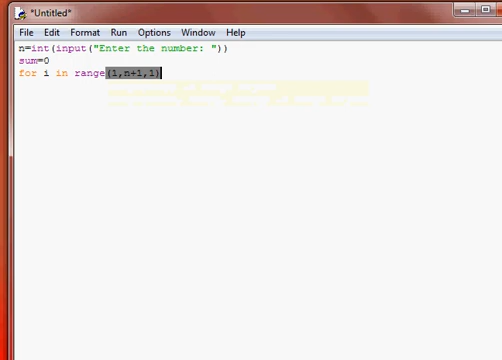 *Untitled*
File Edit Format Run Options Window Help
n=int(input("Enter the number: "))
sum=0
for i in range(1,n+1,1)